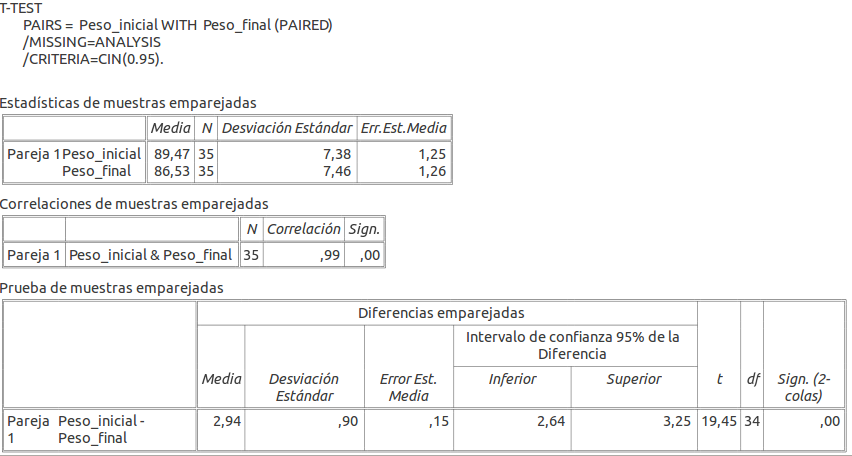 T-TEST
PAIRS = Peso_inicial WITH Peso_final (PAIRED)
/MISSING=ANALYSIS
/CRITERIA=CIN(0.95).
Estadísticas de muestras emparejadas
Media N Desviación Estándar Err.Est.Media
Pareja 1 Peso_inicial 89,47 35 7,38 1,25
Peso_final 86,53 35 7,46 1,26
Correlaciones de muestras emparejadas
N Correlación Sign.
Pareja 1 Peso_inicial & Peso_final 35 ,99 ,00
Prueba de muestras emparejadas
Diferencias emparejadas
Intervalo de confianza 95% de la
Diferencia
Media Desviación Error Est. Inferior Superior t df Sign. (2-
Estándar Media colas)
Pareja Peso_inicial - 2,94 ,90 ,15 2,64 3,25 19,45 34 ,00
1 Peso_final